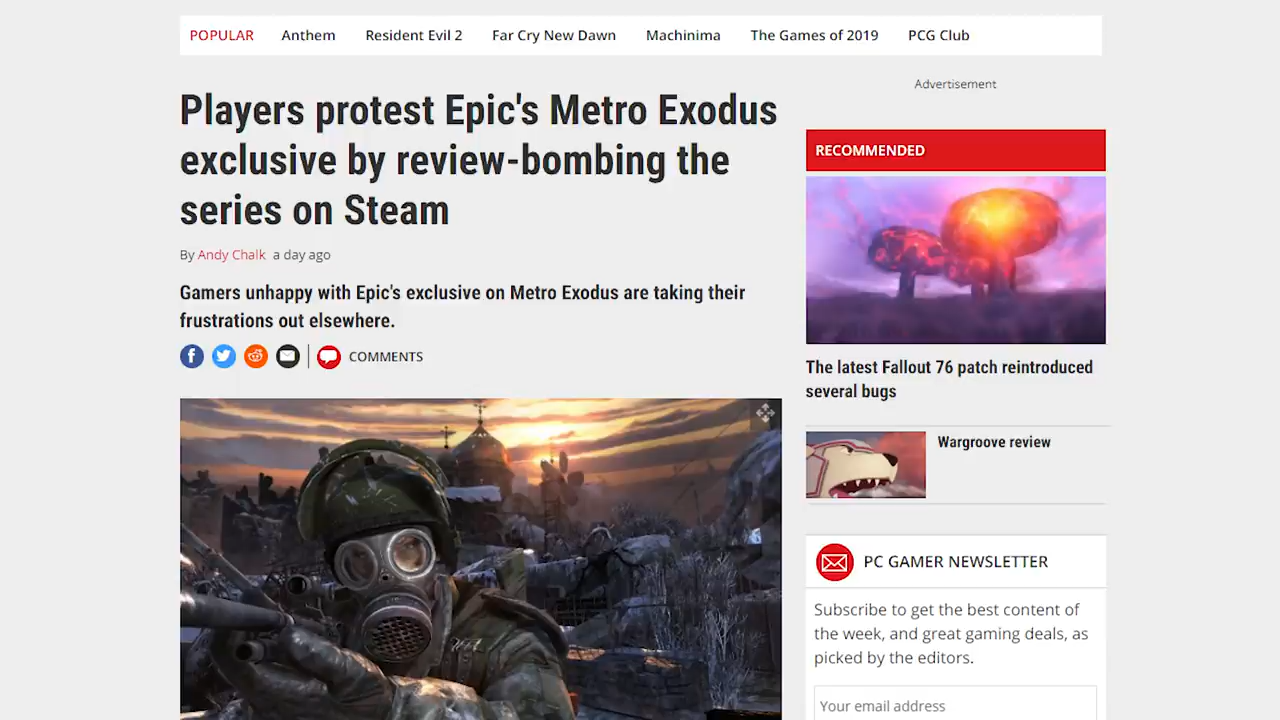 POPULAR Anthem Resident Evil 2 Far Cry New Dawn Machinima The Games of 2019 PCG Club
Players protest Epic's Metro Exodus
exclusive by review-bombing the
series on Steam
By Andy Chalk a day ago
Gamers unhappy with Epic's exclusive on Metro Exodus are taking their
frustrations out elsewhere.
COMMENTS
Advertisement
RECOMMENDED
The latest Fallout 76 patch reintroduced
several bugs
Wargroove review
PC GAMER NEWSLETTER
Subscribe to get the best content of
the week, and great gaming deals, as
picked by the editors.
Your email address